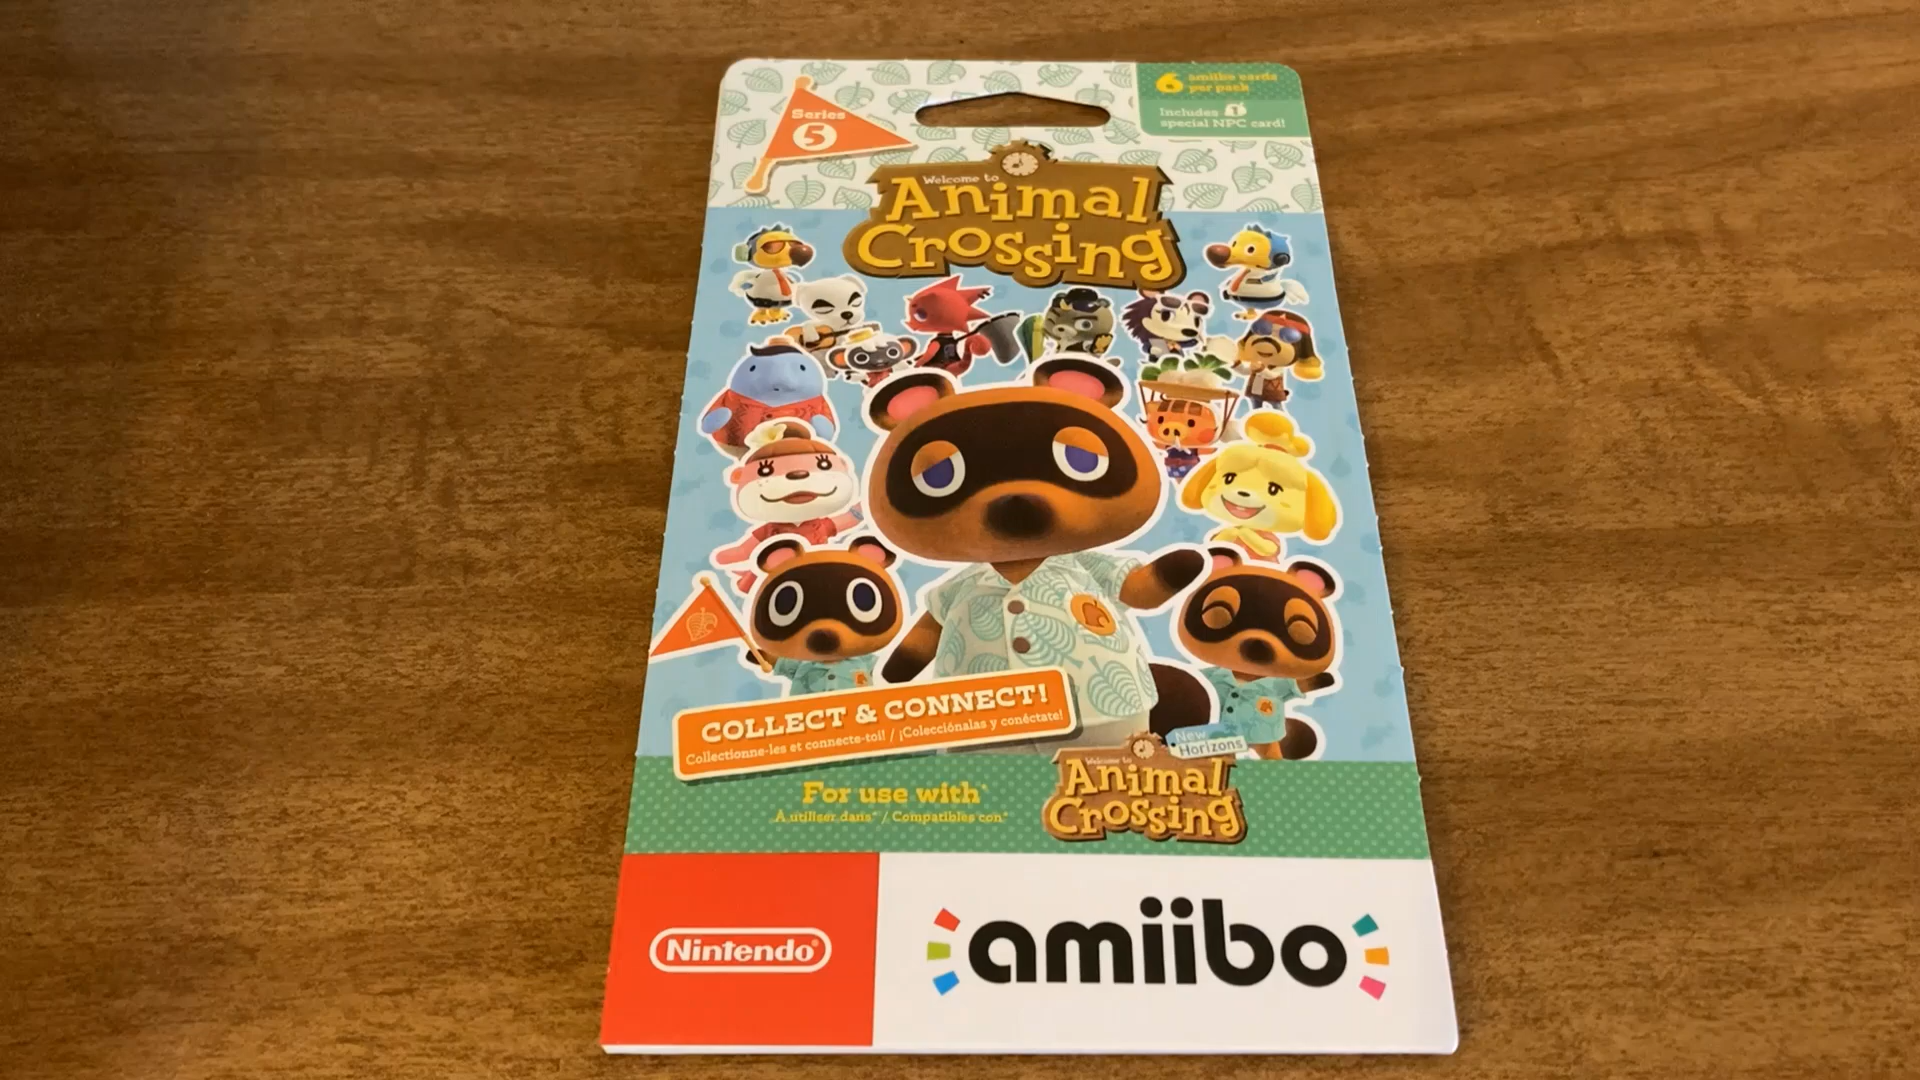 6 amiibo cards
per pack
Includes 1
special NPC card!
Series
5
Welcome to
Animal
Crossing
COLLECT & CONNECT!
Collectionne-les et connecte-toi! / ¡Colecciónalas y conéctate!
New
Horizons
Welcome to
Animal
Crossing
For use with*
À utiliser dans* / Compatibles con*
Nintendo®
amiibo